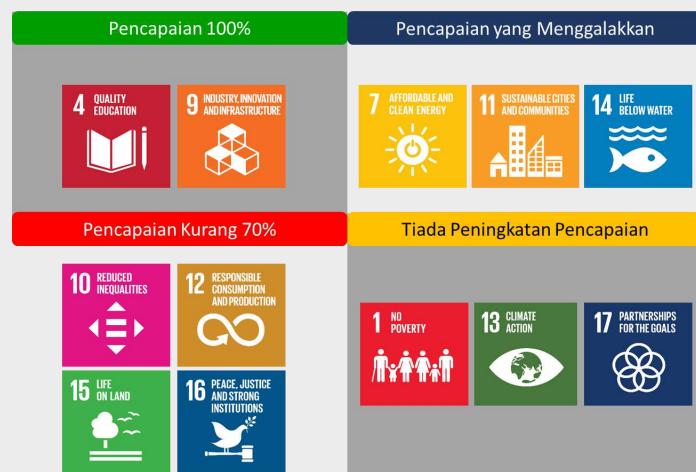 Pencapaian 100%
4 QUALITY
EDUCATION
9 INDUSTRY, INNOVATION
AND INFRASTRUCTURE
Pencapaian yang Menggalakkan
7 AFFORDABLE AND
CLEAN ENERGY
11 SUSTAINABLE CITIES
AND COMMUNITIES
14 LIFE
BELOW WATER
Pencapaian Kurang 70%
10 REDUCED
INEQUALITIES
12 RESPONSIBLE
CONSUMPTION
AND PRODUCTION
15 LIFE
ON LAND
16 PEACE, JUSTICE
AND STRONG
INSTITUTIONS
Tiada Peningkatan Pencapaian
1 NO
POVERTY
13 CLIMATE
ACTION
17 PARTNERSHIPS
FOR THE GOALS